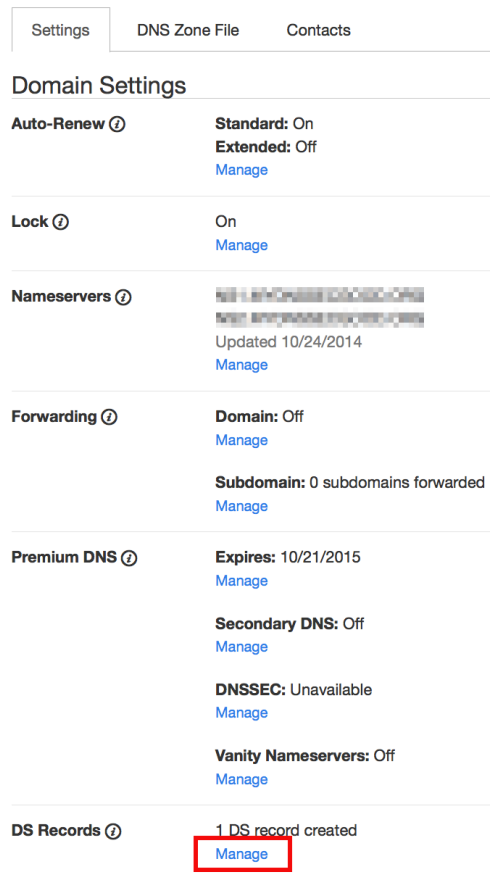 Settings DNS Zone File Contacts
Domain Settings
Auto-Renew Standard: On
Extended: Off
Manage
Lock On
Manage
Nameservers
Updated 10/24/2014
Manage
Forwarding Domain: Off
Manage
Subdomain: 0 subdomains forwarded
Manage
Premium DNS Expires: 10/21/2015
Manage
Secondary DNS: Off
Manage
DNSSEC: Unavailable
Manage
Vanity Nameservers: Off
Manage
DS Records 1 DS record created
Manage